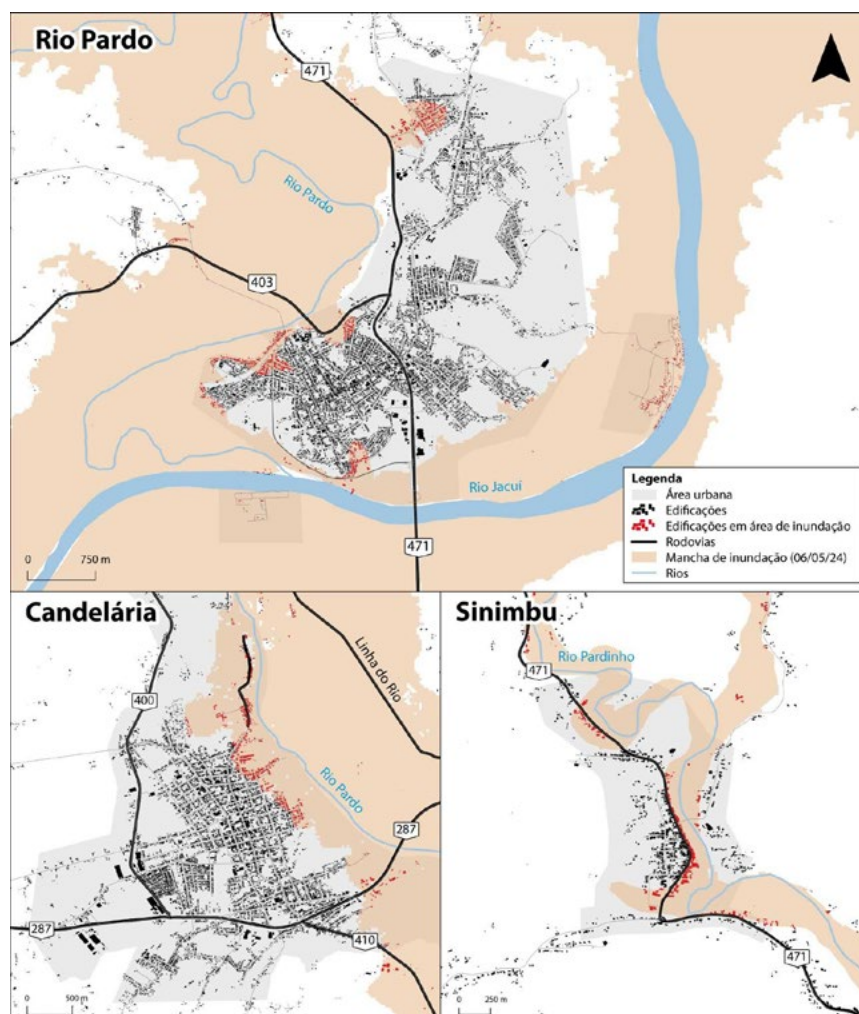 Rio Pardo
471
Rio Pardo
403
Rio Jacuí
471
0 750 m
Legenda
Área urbana
Edificações
Edificações em área de inundação
Rodovias
Mancha de inundação (06/05/24)
Rios
Candelária
400
Linha do Rio
Rio Pardo
287
287
410
0 500 m
Sinimbu
471
Rio Pardinho
471
0 250 m